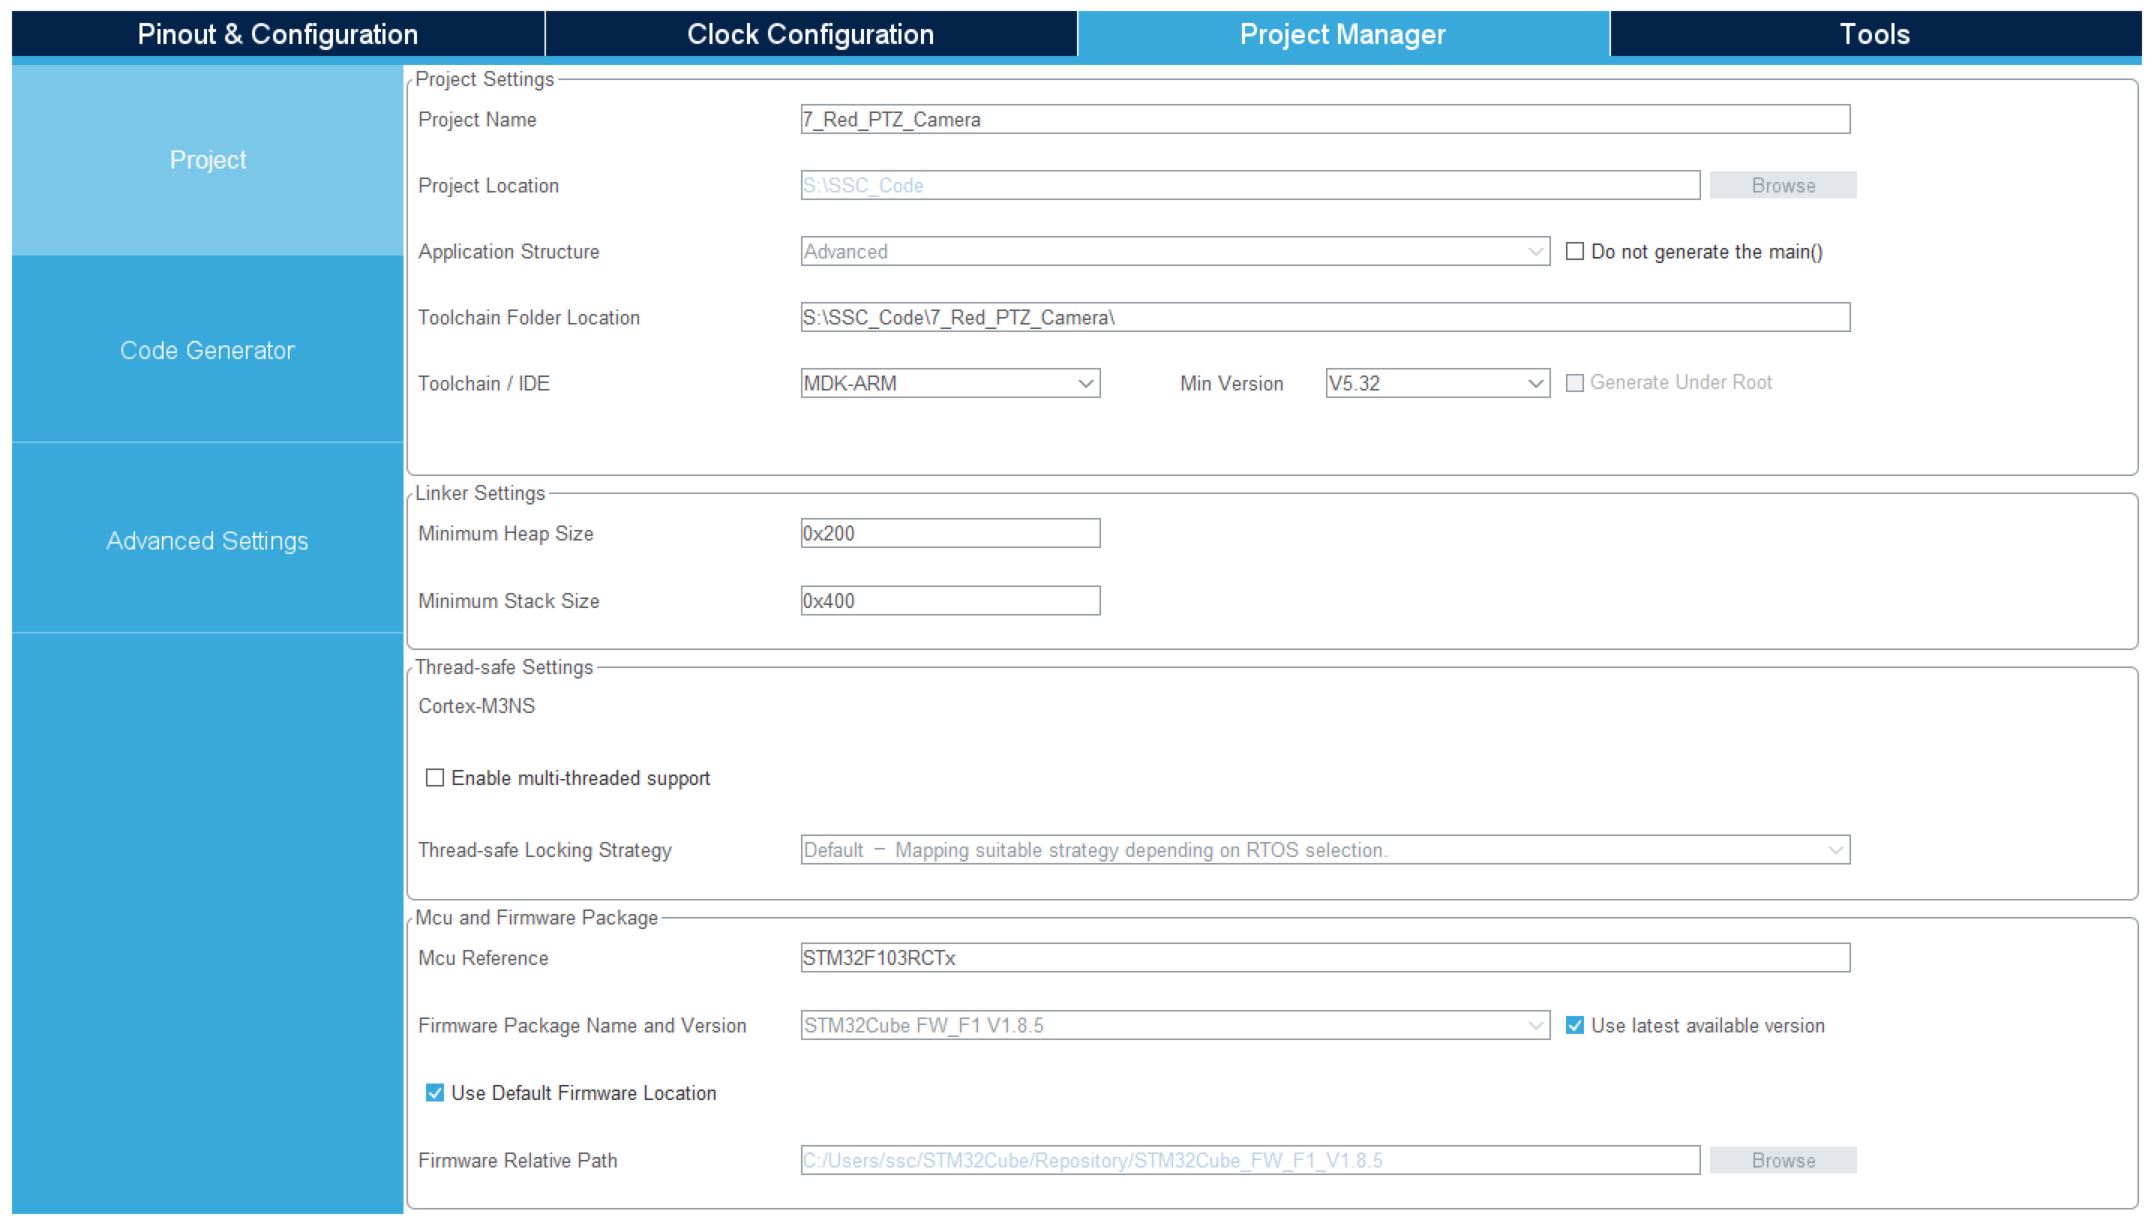 Pinout & Configuration
Clock Configuration
Project Manager
Tools
Project
Code Generator
Advanced Settings
Project Settings
Project Name
7_Red_PTZ_Camera
Project Location
S:\SSC_Code
Browse
Application Structure
Advanced
Do not generate the main()
Toolchain Folder Location
S:\SSC_Code\7_Red_PTZ_Camera\
Toolchain / IDE
MDK-ARM
Min Version
V5.32
Generate Under Root
Linker Settings
Minimum Heap Size
0x200
Minimum Stack Size
0x400
Thread-safe Settings
Cortex-M3NS
Enable multi-threaded support
Thread-safe Locking Strategy
Default – Mapping suitable strategy depending on RTOS selection.
Mcu and Firmware Package
Mcu Reference
STM32F103RCTx
Firmware Package Name and Version
STM32Cube FW_F1 V1.8.5
Use latest available version
Use Default Firmware Location
Firmware Relative Path
C:/Users/ssc/STM32Cube/Repository/STM32Cube_FW_F1_V1.8.5
Browse